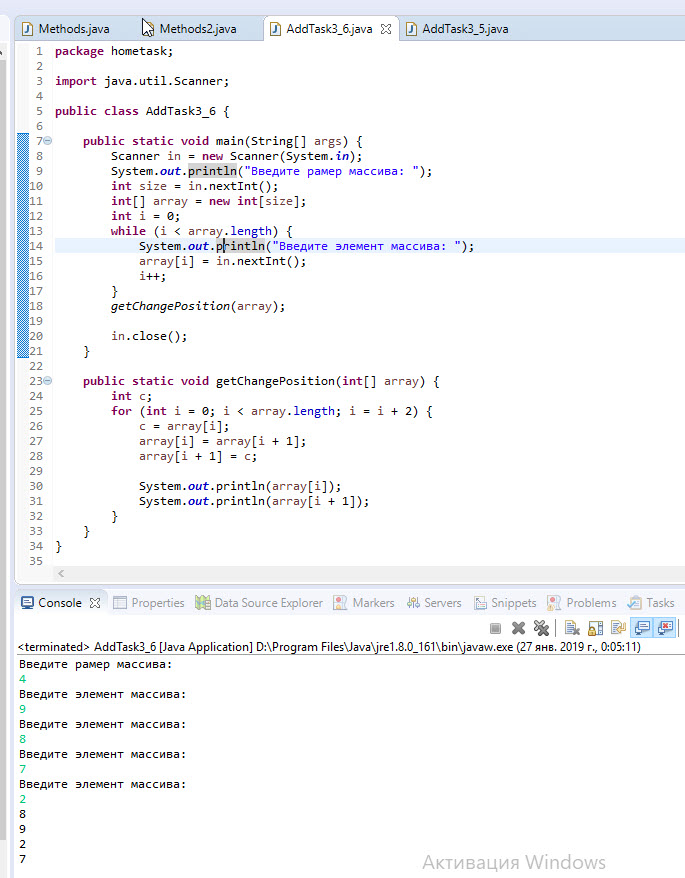 Methods.java Methods2.java AddTask3_6.java AddTask3_5.java
1 package hometask;
2
3 import java.util.Scanner;
4
5 public class AddTask3_6 {
6
7 public static void main(String[] args) {
8 Scanner in = new Scanner(System.in);
9 System.out.println("Введите рамер массива: ");
10 int size = in.nextInt();
11 int[] array = new int[size];
12 int i = 0;
13 while (i < array.length) {
14 System.out.println("Введите элемент массива: ");
15 array[i] = in.nextInt();
16 i++;
17 }
18 getChangePosition(array);
19
20 in.close();
21 }
22
23 public static void getChangePosition(int[] array) {
24 int c;
25 for (int i = 0; i < array.length; i = i + 2) {
26 c = array[i];
27 array[i] = array[i + 1];
28 array[i + 1] = c;
29
30 System.out.println(array[i]);
31 System.out.println(array[i + 1]);
32 }
33 }
34 }
35
Console Properties Data Source Explorer Markers Servers Snippets Problems Tasks
<terminated> AddTask3_6 [Java Application] D:\Program Files\Java\jre1.8.0_161\bin\javaw.exe (27 янв. 2019 г., 0:05:11)
Введите рамер массива:
4
Введите элемент массива:
9
Введите элемент массива:
8
Введите элемент массива:
7
Введите элемент массива:
2
8
9
2
7
Активация Windows